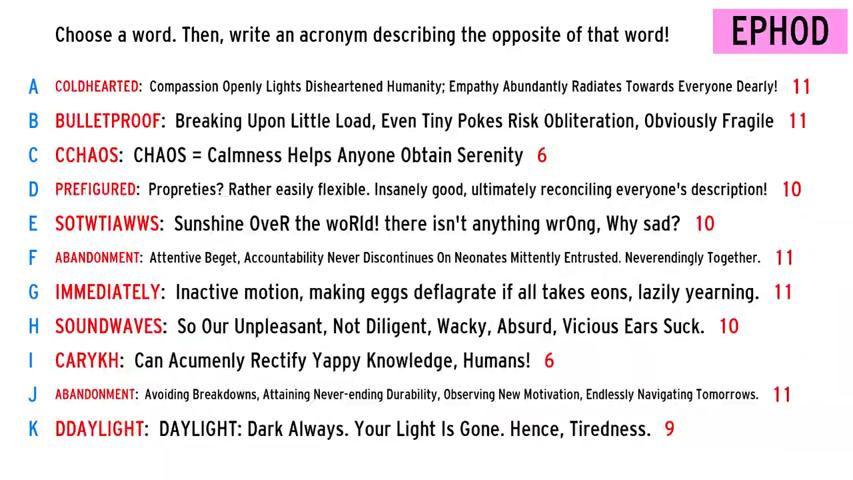 Choose a word. Then, write an acronym describing the opposite of that word!
EPHOD
A COLDHEARTED: Compassion Openly Lights Disheartened Humanity; Empathy Abundantly Radiates Towards Everyone Dearly! 11
B BULLETPROOF: Breaking Upon Little Load, Even Tiny Pokes Risk Obliteration, Obviously Fragile 11
C CCHAOS: CHAOS = Calmness Helps Anyone Obtain Serenity 6
D PREFIGURED: Propreties? Rather easily flexible. Insanely good, ultimately reconciling everyone's description! 10
E SOTWTIAWWS: Sunshine OveR the woRld! there isn't anything wrOng, Why sad? 10
F ABANDONMENT: Attentive Beget, Accountability Never Discontinues On Neonates Mittently Entrusted. Neverendingly Together. 11
G IMMEDIATELY: Inactive motion, making eggs deflagrate if all takes eons, lazily yearning. 11
H SOUNDWAVES: So Our Unpleasant, Not Diligent, Wacky, Absurd, Vicious Ears Suck. 10
I CARYKH: Can Acumenly Rectify Yappy Knowledge, Humans! 6
J ABANDONMENT: Avoiding Breakdowns, Attaining Never-ending Durability, Observing New Motivation, Endlessly Navigating Tomorrows. 11
K DDAYLIGHT: DAYLIGHT: Dark Always. Your Light Is Gone. Hence, Tiredness. 9